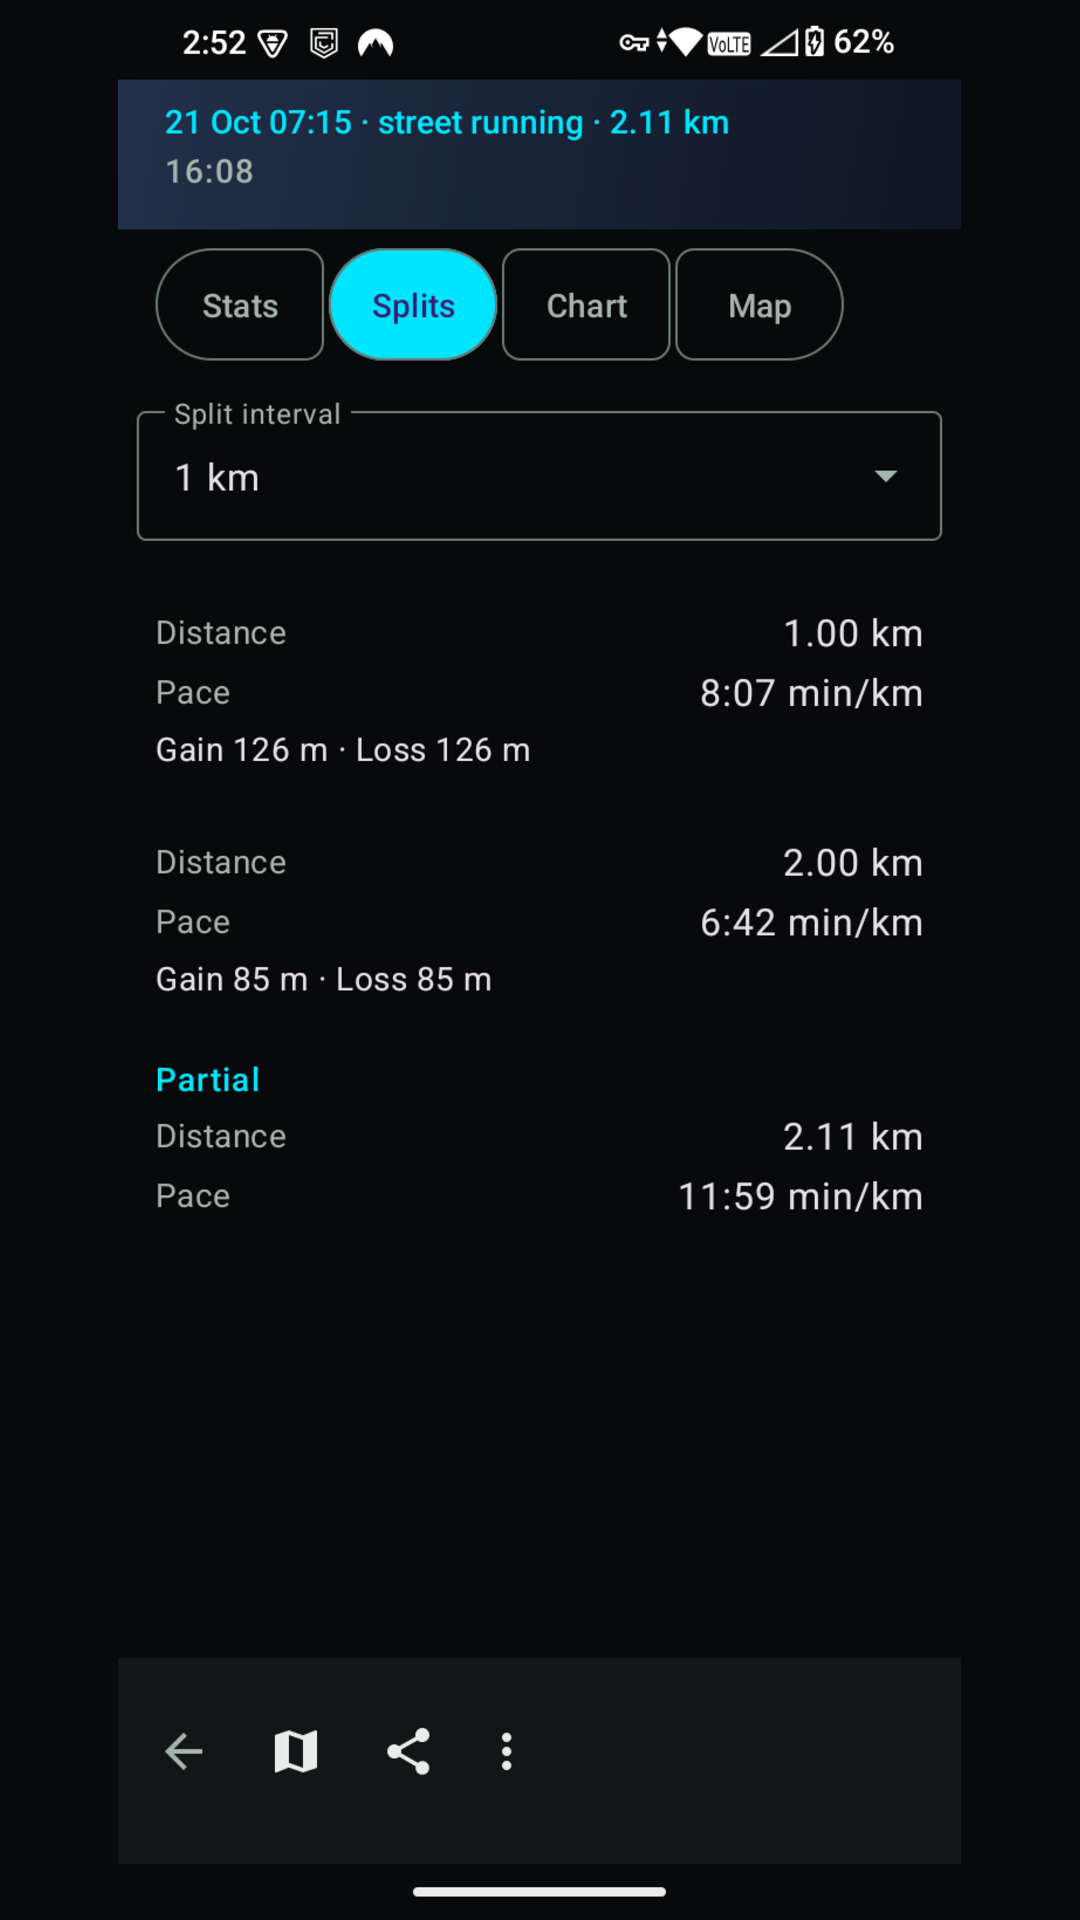 2:52 VoLTE 62%
21 Oct 07:15 · street running · 2.11 km
16:08
Stats Splits Chart Map
Split interval
1 km
Distance 1.00 km
Pace 8:07 min/km
Gain 126 m · Loss 126 m
Distance 2.00 km
Pace 6:42 min/km
Gain 85 m · Loss 85 m
Partial
Distance 2.11 km
Pace 11:59 min/km